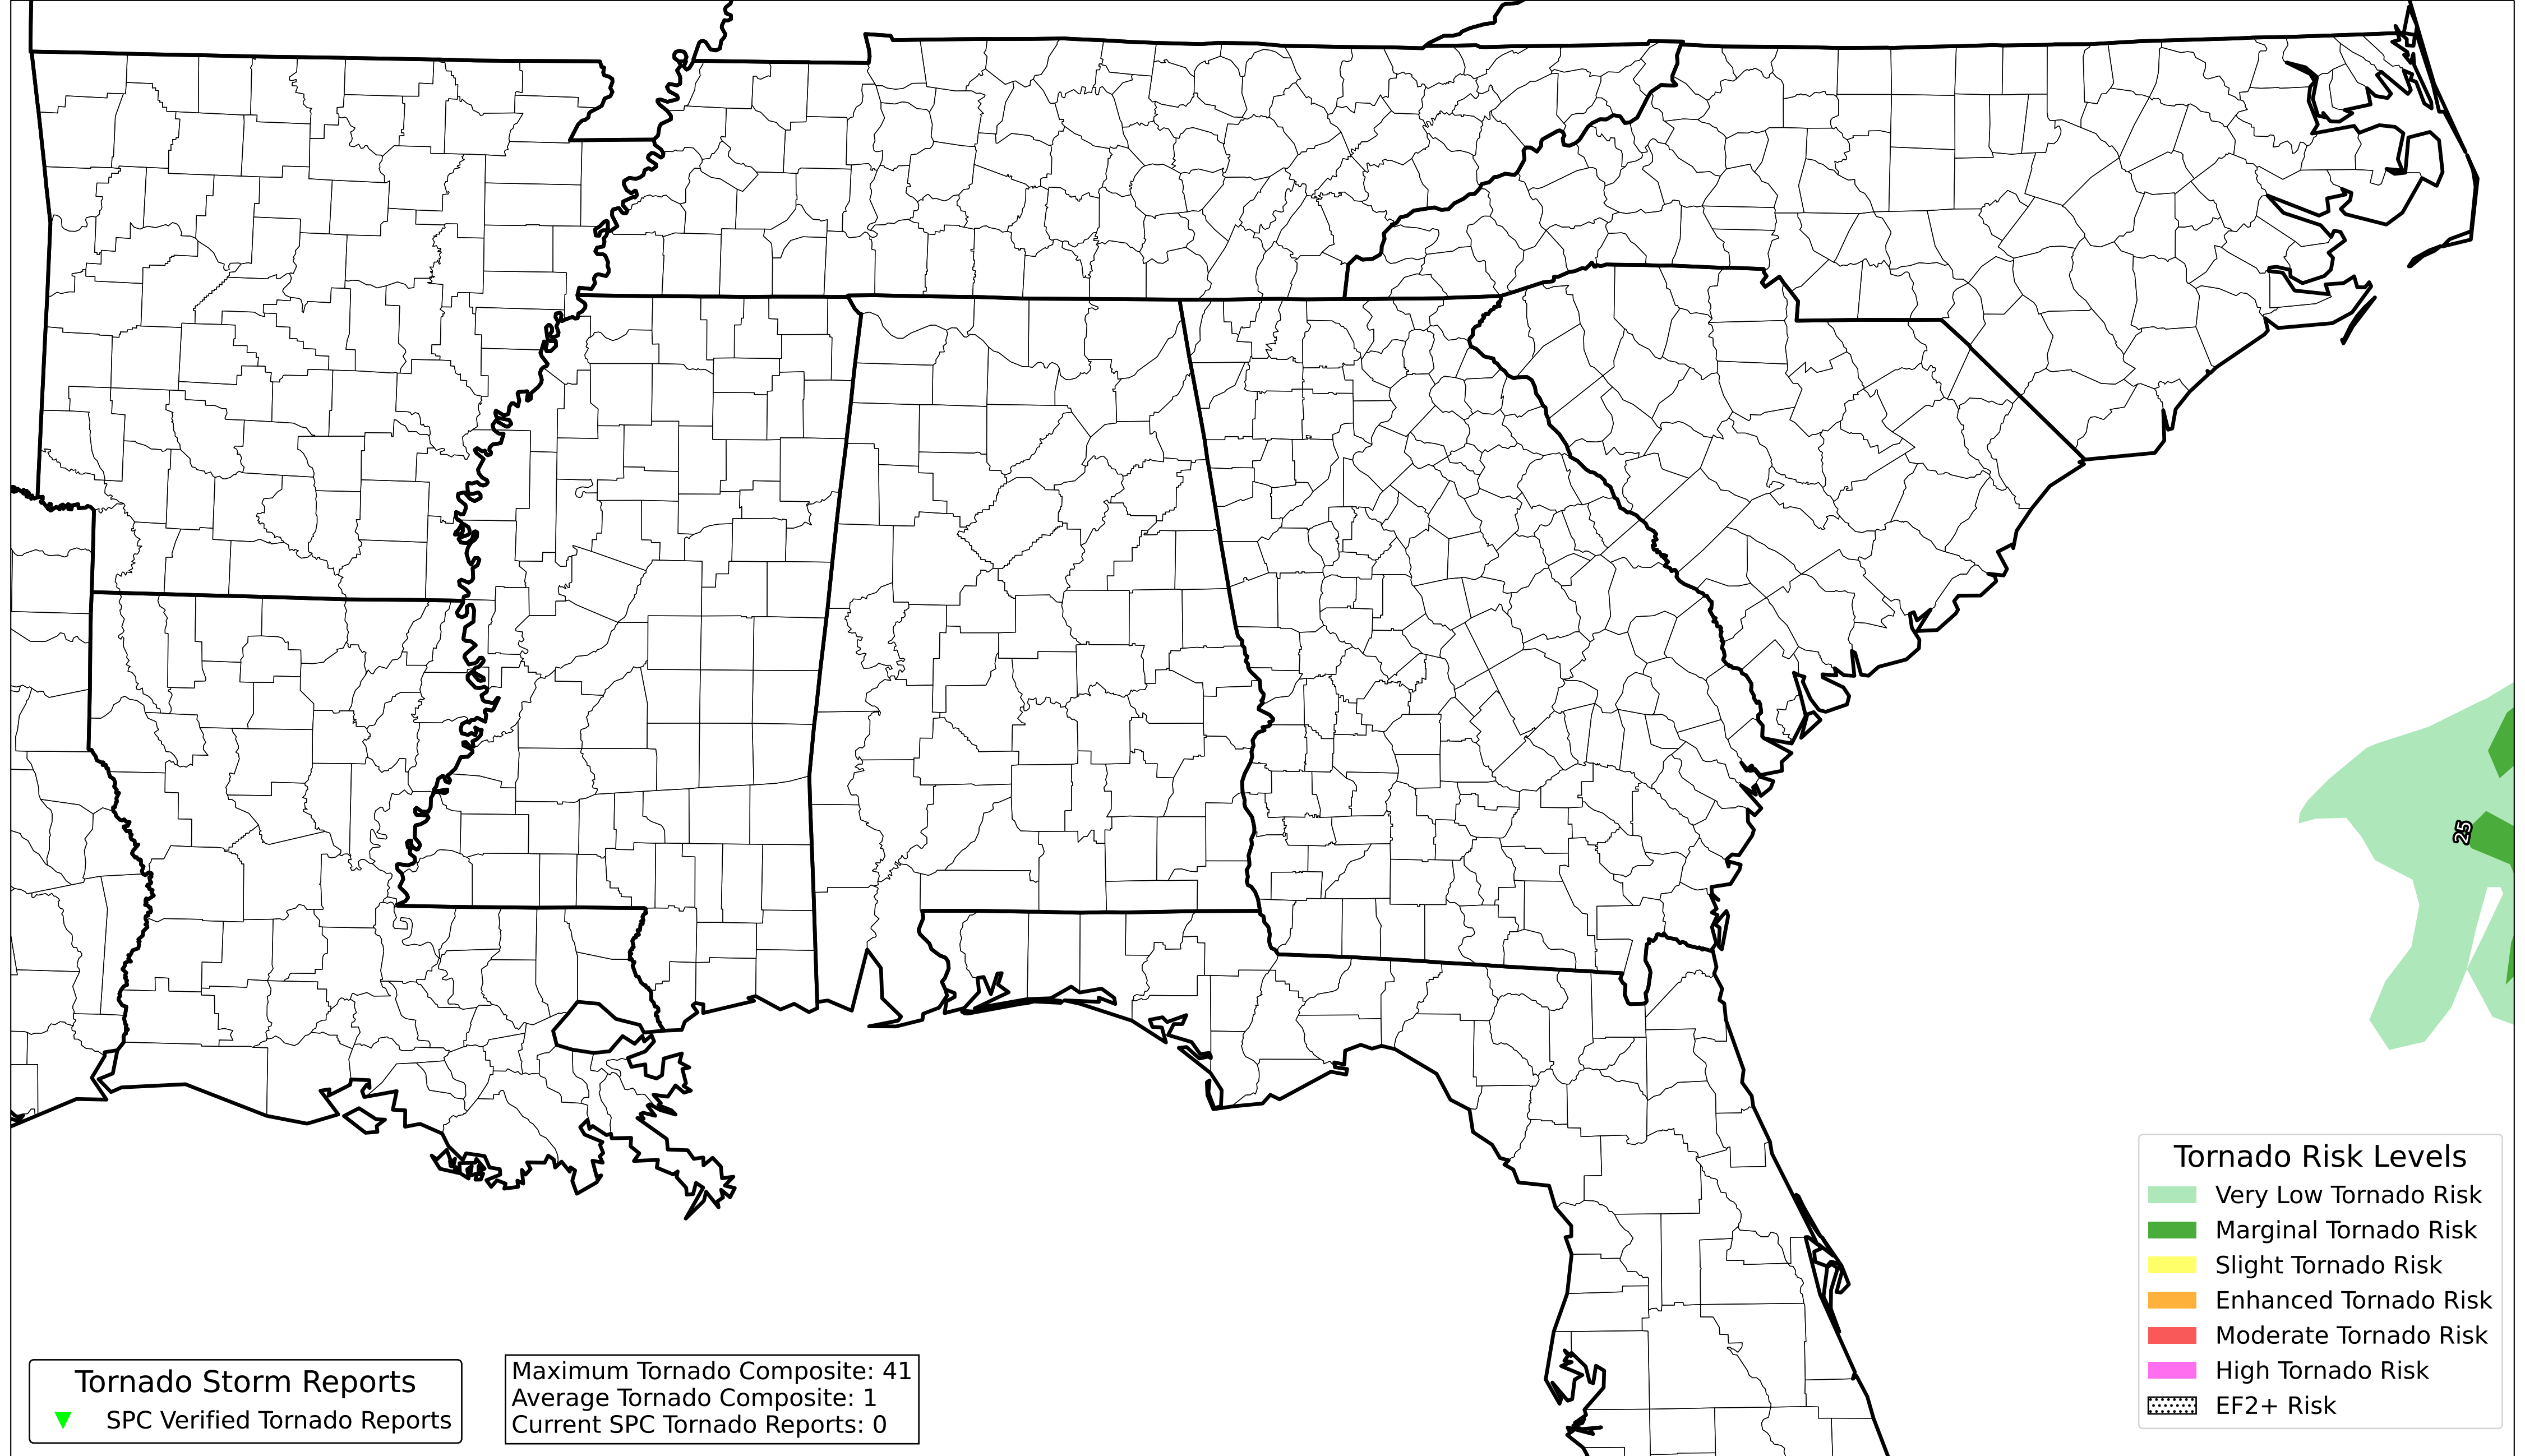 25
Tornado Risk Levels
Very Low Tornado Risk
Marginal Tornado Risk
Slight Tornado Risk
Enhanced Tornado Risk
Moderate Tornado Risk
High Tornado Risk
EF2+ Risk
Tornado Storm Reports
SPC Verified Tornado Reports
Maximum Tornado Composite: 41
Average Tornado Composite: 1
Current SPC Tornado Reports: 0